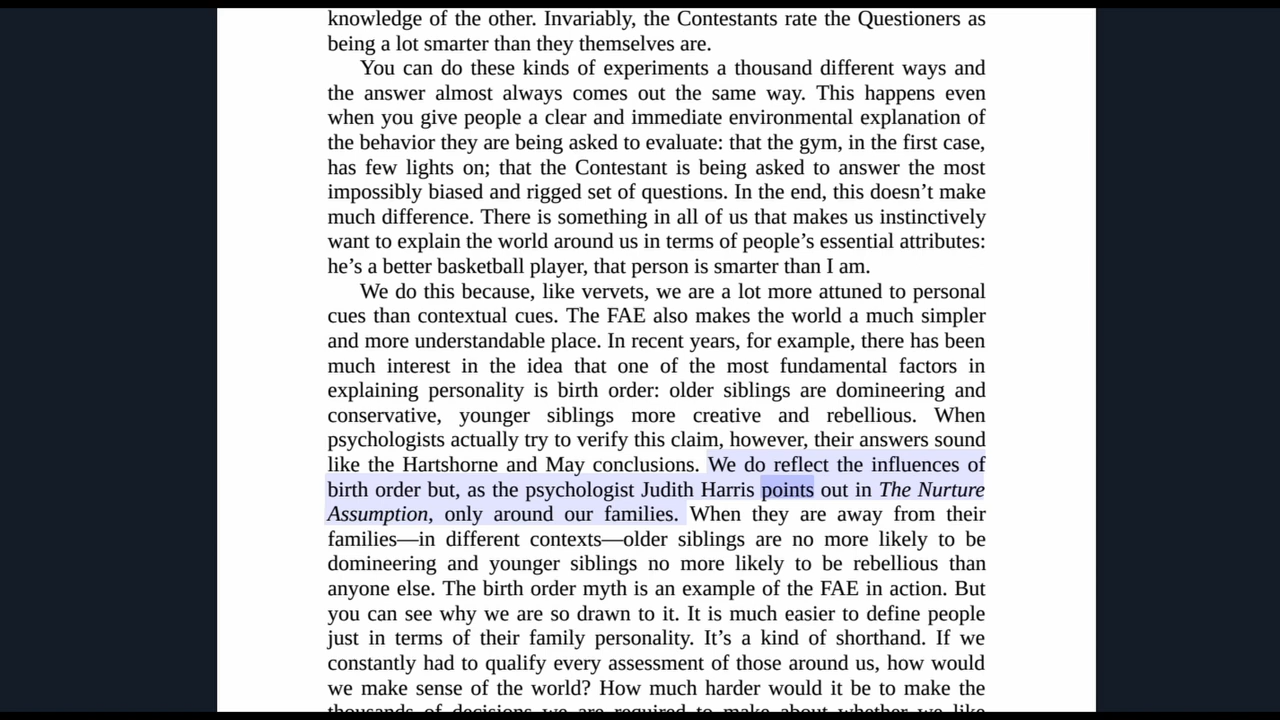 knowledge of the other. Invariably, the Contestants rate the Questioners as
being a lot smarter than they themselves are.
You can do these kinds of experiments a thousand different ways and
the answer almost always comes out the same way. This happens even
when you give people a clear and immediate environmental explanation of
the behavior they are being asked to evaluate: that the gym, in the first case,
has few lights on; that the Contestant is being asked to answer the most
impossibly biased and rigged set of questions. In the end, this doesn’t make
much difference. There is something in all of us that makes us instinctively
want to explain the world around us in terms of people’s essential attributes:
he’s a better basketball player, that person is smarter than I am.
We do this because, like vervets, we are a lot more attuned to personal
cues than contextual cues. The FAE also makes the world a much simpler
and more understandable place. In recent years, for example, there has been
much interest in the idea that one of the most fundamental factors in
explaining personality is birth order: older siblings are domineering and
conservative, younger siblings more creative and rebellious. When
psychologists actually try to verify this claim, however, their answers sound
like the Hartshorne and May conclusions. We do reflect the influences of
birth order but, as the psychologist Judith Harris points out in The Nurture
Assumption, only around our families. When they are away from their
families—in different contexts—older siblings are no more likely to be
domineering and younger siblings no more likely to be rebellious than
anyone else. The birth order myth is an example of the FAE in action. But
you can see why we are so drawn to it. It is much easier to define people
just in terms of their family personality. It’s a kind of shorthand. If we
constantly had to qualify every assessment of those around us, how would
we make sense of the world? How much harder would it be to make the
thousands of decisions we are required to make about whether we like